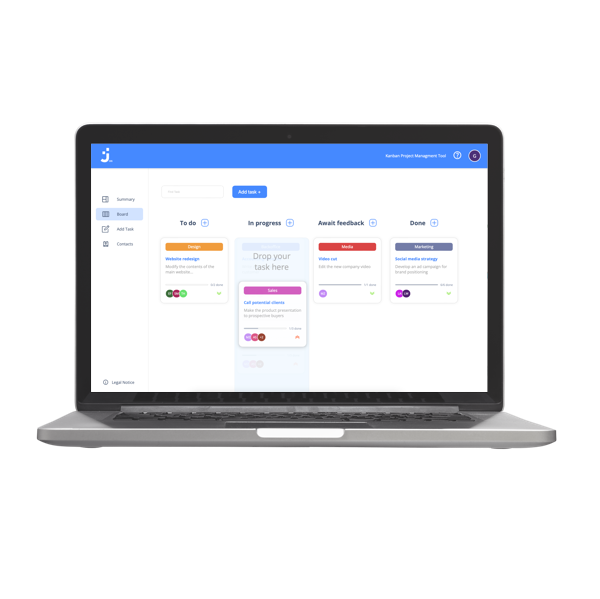 Kanban Project Managment Tool
?
G
Summary
Board
Add Task
Contacts
Legal Notice
Add task +
To do
In progress
Await feedback
Done
Design
Website redesign
Modify the contents of the
main website...
Drop your
task here
Sales
Call potential clients
Make the product presentation
to prospective buyers
Media
Video cut
Edit the new company video
Marketing
Social media strategy
Develop an ad campaign for
brand positioning